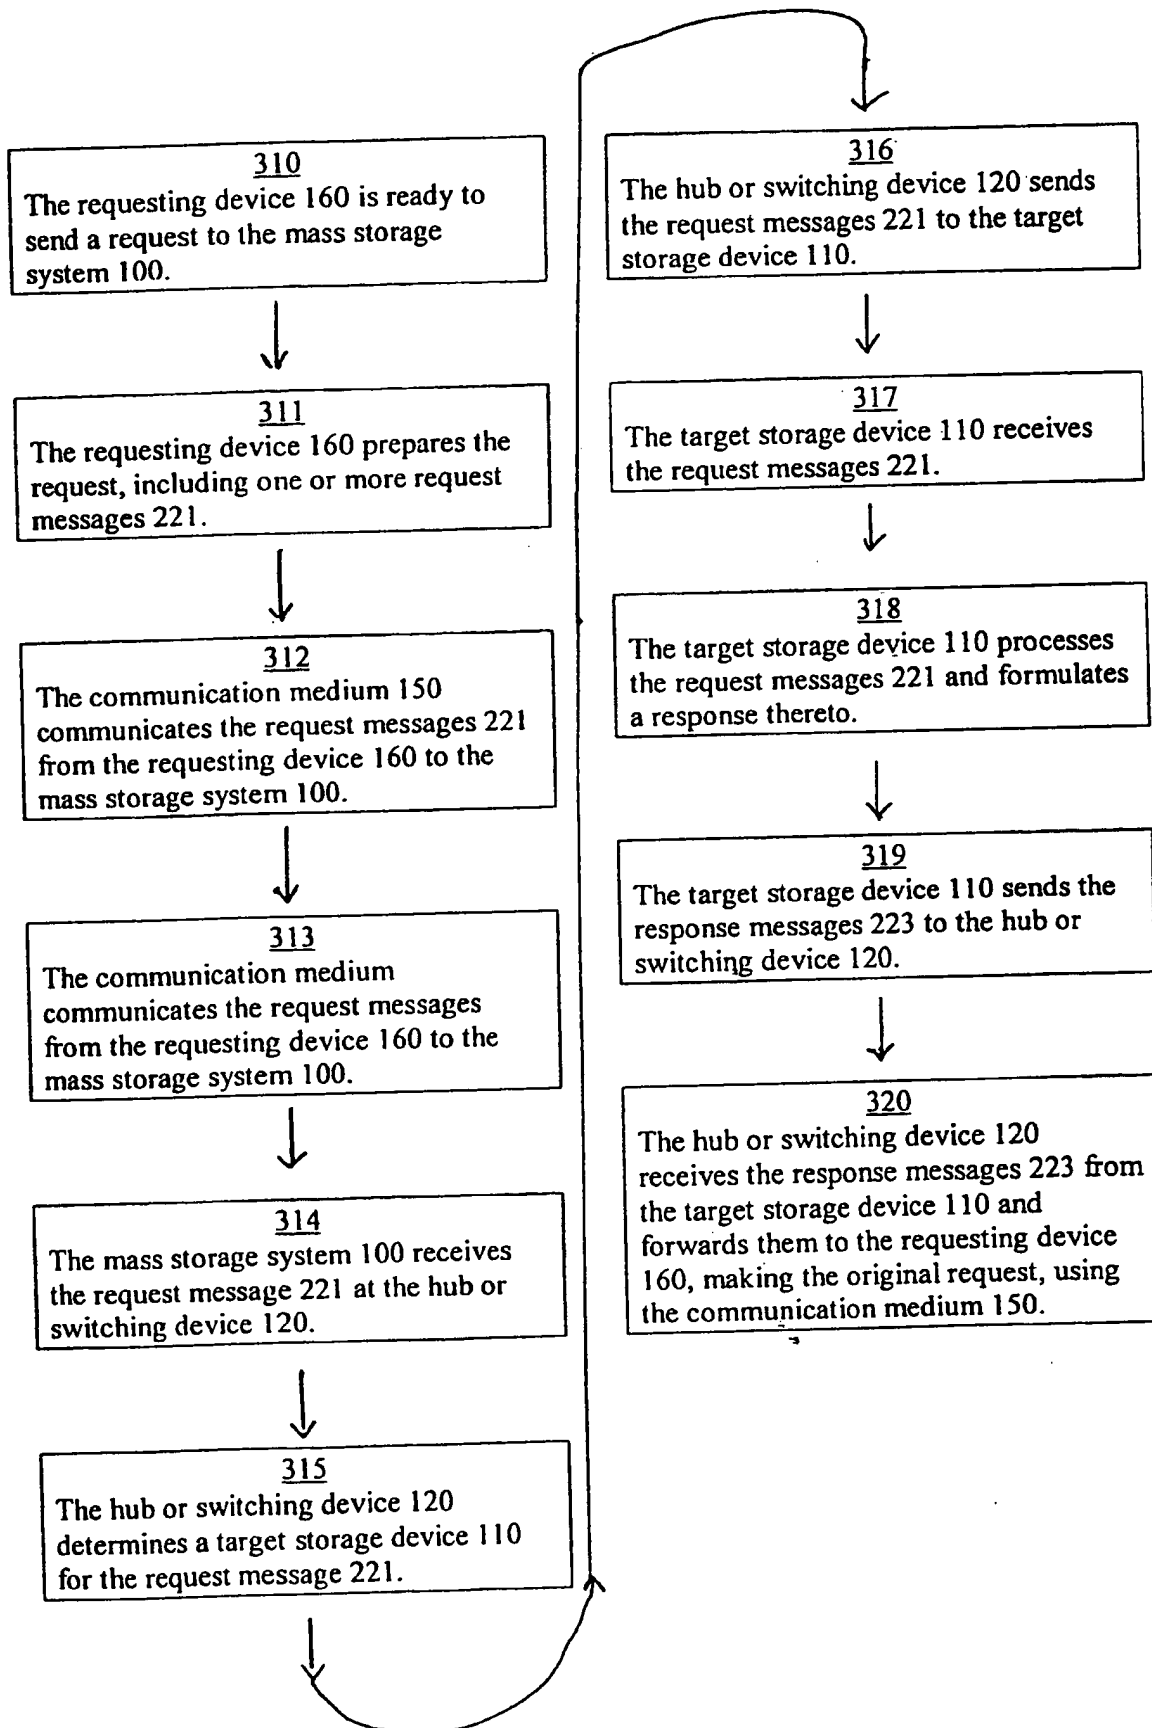 310
The requesting device 160 is ready to
send a request to the mass storage
system 100.
311
The requesting device 160 prepares the
request, including one or more request
messages 221.
312
The communication medium 150
communicates the request messages 221
from the requesting device 160 to the
mass storage system 100.
313
The communication medium
communicates the request messages
from the requesting device 160 to the
mass storage system 100.
314
The mass storage system 100 receives
the request message 221 at the hub or
switching device 120.
315
The hub or switching device 120
determines a target storage device 110
for the request message 221.
316
The hub or switching device 120 sends
the request messages 221 to the target
storage device 110.
317
The target storage device 110 receives
the request messages 221.
318
The target storage device 110 processes
the request messages 221 and formulates
a response thereto.
319
The target storage device 110 sends the
response messages 223 to the hub or
switching device 120.
320
The hub or switching device 120
receives the response messages 223 from
the target storage device 110 and
forwards them to the requesting device
160, making the original request, using
the communication medium 150.